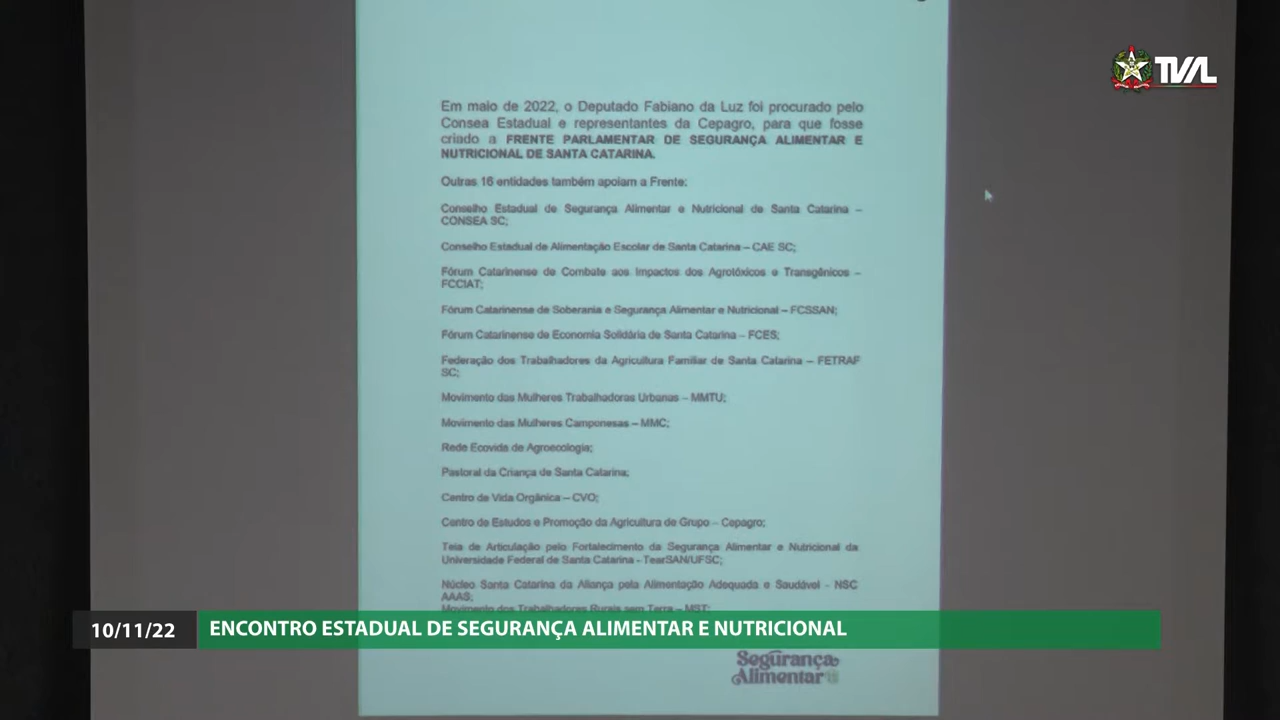 TVAL
Em maio de 2022, o Deputado Fabiano da Luz foi procurado pelo
Consea Estadual e representantes da Cepagro, para que fosse
criado a FRENTE PARLAMENTAR DE SEGURANÇA ALIMENTAR E
NUTRICIONAL DE SANTA CATARINA.
Outras 16 entidades também apoiam a Frente:
Conselho Estadual de Segurança Alimentar e Nutricional de Santa Catarina –
CONSEA SC;
Conselho Estadual de Alimentação Escolar de Santa Catarina – CAE SC;
Fórum Catarinense de Combate aos Impactos dos Agrotóxicos e Transgênicos –
FCCIAT;
Fórum Catarinense de Soberania e Segurança Alimentar e Nutricional – FCSSAN;
Fórum Catarinense de Economia Solidária de Santa Catarina – FCES;
Federação dos Trabalhadores da Agricultura Familiar de Santa Catarina – FETRAF
SC;
Movimento das Mulheres Trabalhadoras Urbanas – MMTU;
Movimento das Mulheres Camponesas – MMC;
Rede Ecovida de Agroecologia;
Pastoral da Criança de Santa Catarina;
Centro de Vida Orgânica – CVO;
Centro de Estudos e Promoção da Agricultura de Grupo – Cepagro;
Teia de Articulação pelo Fortalecimento da Segurança Alimentar e Nutricional da
Universidade Federal de Santa Catarina - TearSAN/UFSC;
Núcleo Santa Catarina da Aliança pela Alimentação Adequada e Saudável - NSC
AAAS;
Movimento dos Trabalhadores Rurais sem Terra – MST;
10/11/22 ENCONTRO ESTADUAL DE SEGURANÇA ALIMENTAR E NUTRICIONAL
Segurança
Alimentar